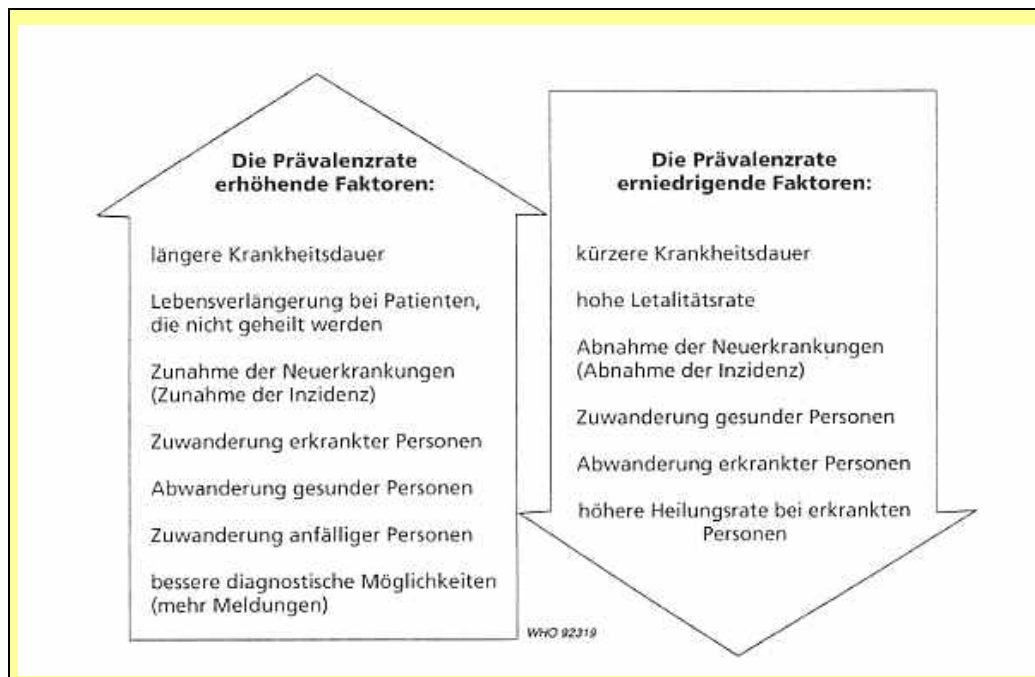 Die Prävalenzrate
erhöhende Faktoren:
längere Krankheitsdauer
Lebensverlängerung bei Patienten,
die nicht geheilt werden
Zunahme der Neuerkrankungen
(Zunahme der Inzidenz)
Zuwanderung erkrankter Personen
Abwanderung gesunder Personen
Zuwanderung anfälliger Personen
bessere diagnostische Möglichkeiten
(mehr Meldungen)
Die Prävalenzrate
erniedrigende Faktoren:
kürzere Krankheitsdauer
hohe Letalitätsrate
Abnahme der Neuerkrankungen
(Abnahme der Inzidenz)
Zuwanderung gesunder Personen
Abwanderung erkrankter Personen
höhere Heilungsrate bei erkrankten
Personen
WHO 92319